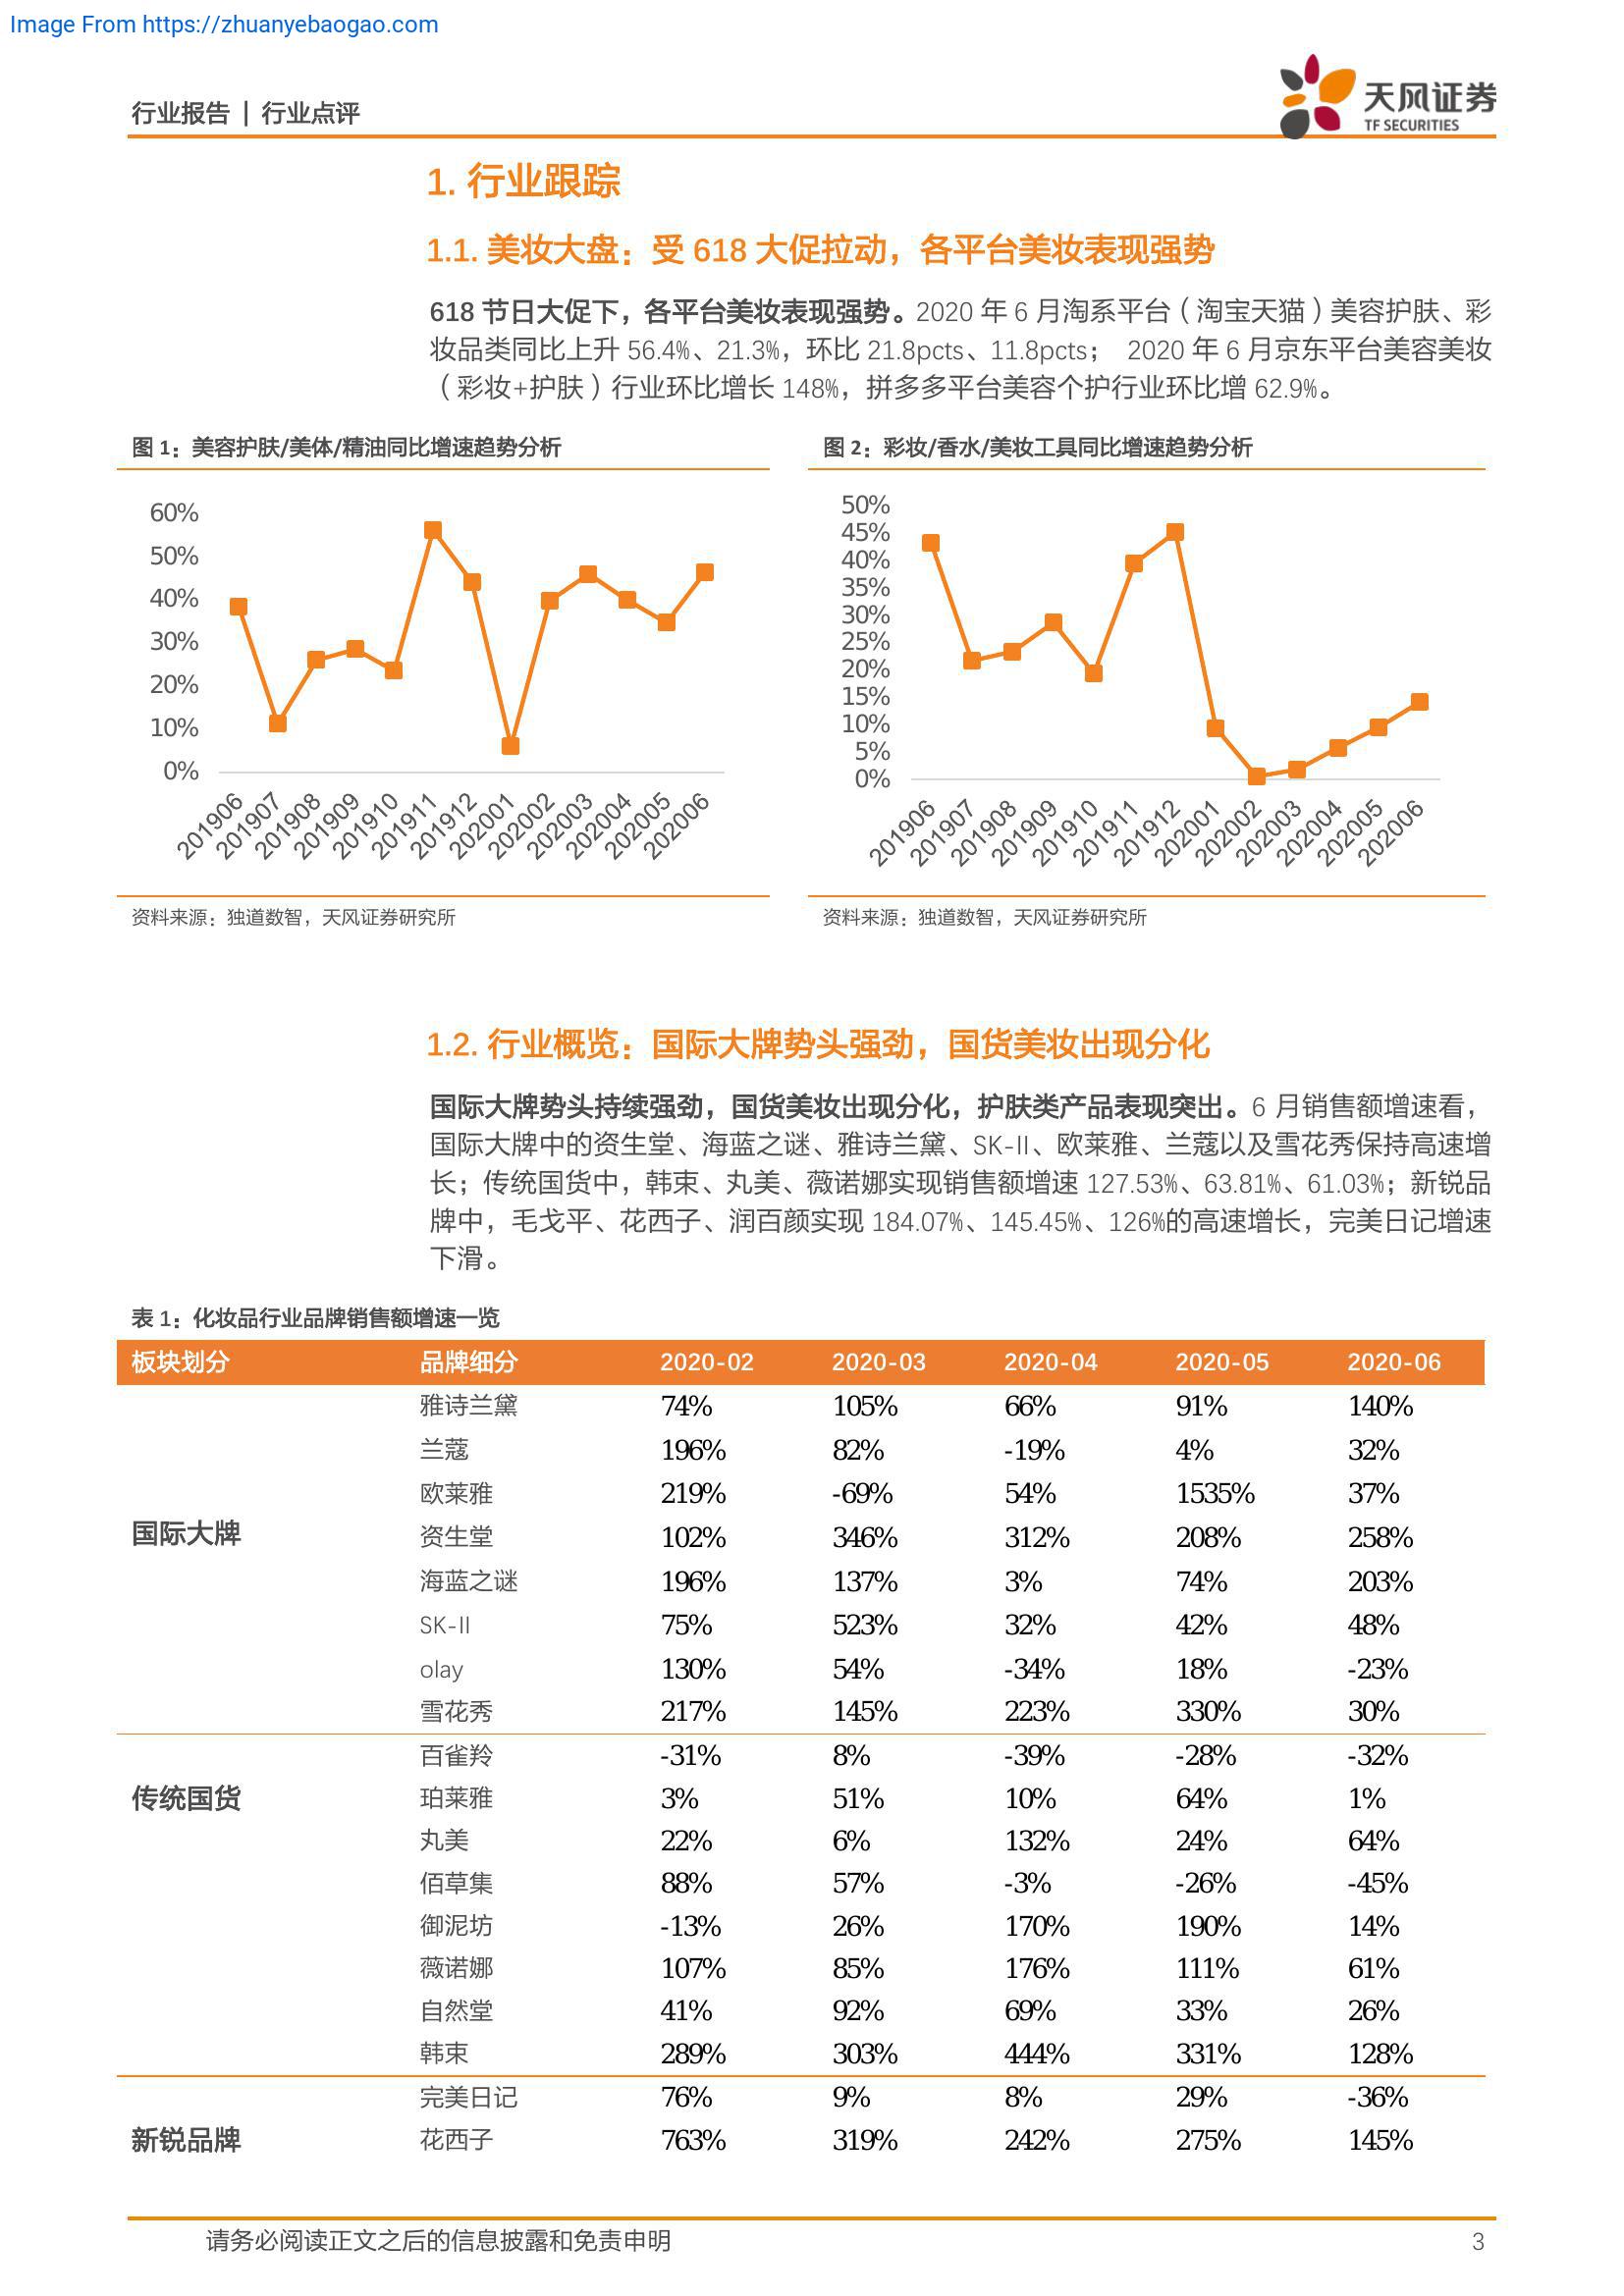 Image From https://zhuanyebaogao.com
行业报告 | 行业点评
天风证券
TF SECURITIES
1. 行业跟踪
1.1. 美妆大盘：受 618 大促拉动，各平台美妆表现强势
618 节日大促下，各平台美妆表现强势。2020 年 6 月淘系平台（淘宝天猫）美容护肤、彩
妆品类同比上升 56.4%、21.3%，环比 21.8pcts、11.8pcts； 2020 年 6 月京东平台美容美妆
（彩妆+护肤）行业环比增长 148%，拼多多平台美容个护行业环比增 62.9%。
图 1：美容护肤/美体/精油同比增速趋势分析
60%
50%
40%
30%
20%
10%
0%
201906 201907 201908 201909 201910 201911 201912 202001 202002 202003 202004 202005 202006
资料来源：独道数智，天风证券研究所
图 2：彩妆/香水/美妆工具同比增速趋势分析
50%
45%
40%
35%
30%
25%
20%
15%
10%
5%
0%
201906 201907 201908 201909 201910 201911 201912 202001 202002 202003 202004 202005 202006
资料来源：独道数智，天风证券研究所
1.2. 行业概览：国际大牌势头强劲，国货美妆出现分化
国际大牌势头持续强劲，国货美妆出现分化，护肤类产品表现突出。6 月销售额增速看，
国际大牌中的资生堂、海蓝之谜、雅诗兰黛、SK-II、欧莱雅、兰蔻以及雪花秀保持高速增
长；传统国货中，韩束、丸美、薇诺娜实现销售额增速 127.53%、63.81%、61.03%；新锐品
牌中，毛戈平、花西子、润百颜实现 184.07%、145.45%、126%的高速增长，完美日记增速
下滑。
表 1：化妆品行业品牌销售额增速一览
板块划分 品牌细分 2020-02 2020-03 2020-04 2020-05 2020-06
雅诗兰黛 74% 105% 66% 91% 140%
兰蔻 196% 82% -19% 4% 32%
欧莱雅 219% -69% 54% 1535% 37%
国际大牌 资生堂 102% 346% 312% 208% 258%
海蓝之谜 196% 137% 3% 74% 203%
SK-II 75% 523% 32% 42% 48%
olay 130% 54% -34% 18% -23%
雪花秀 217% 145% 223% 330% 30%
百雀羚 -31% 8% -39% -28% -32%
传统国货 珀莱雅 3% 51% 10% 64% 1%
丸美 22% 6% 132% 24% 64%
佰草集 88% 57% -3% -26% -45%
御泥坊 -13% 26% 170% 190% 14%
薇诺娜 107% 85% 176% 111% 61%
自然堂 41% 92% 69% 33% 26%
韩束 289% 303% 444% 331% 128%
完美日记 76% 9% 8% 29% -36%
新锐品牌 花西子 763% 319% 242% 275% 145%
请务必阅读正文之后的信息披露和免责申明 3